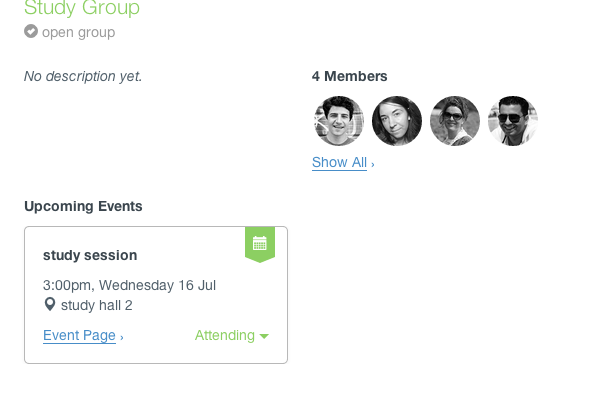 Study Group
open group
No description yet.
4 Members
Show All ›
Upcoming Events
study session
3:00pm, Wednesday 16 Jul
study hall 2
Event Page ›
Attending